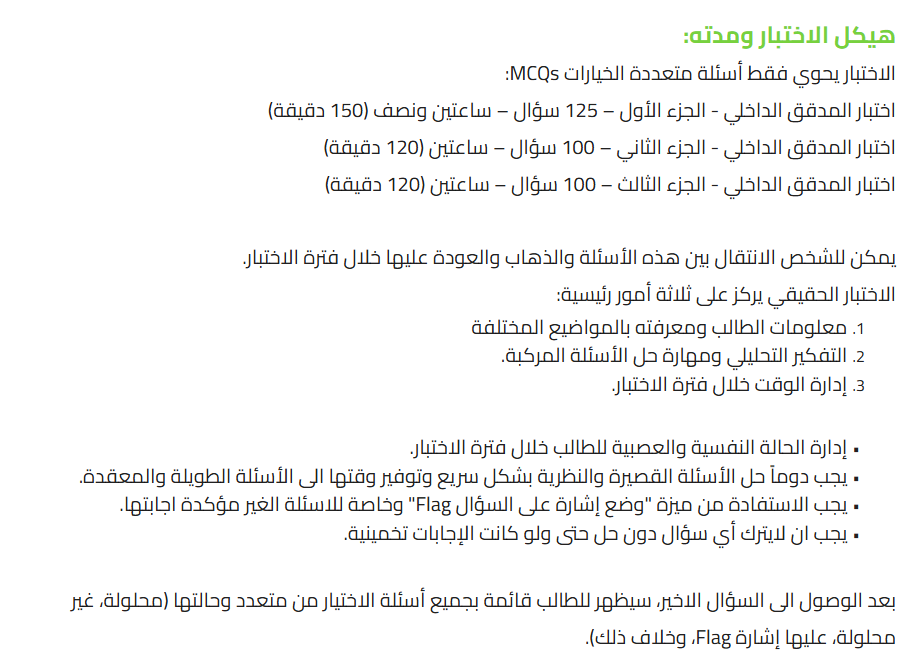 هيكل الاختبار ومدته:
الاختبار يحوي فقط أسئلة متعددة الخيارات MCQs:
اختبار المدقق الداخلي - الجزء الأول – 125 سؤال – ساعتين ونصف (150 دقيقة)
اختبار المدقق الداخلي - الجزء الثاني – 100 سؤال – ساعتين (120 دقيقة)
اختبار المدقق الداخلي - الجزء الثالث – 100 سؤال – ساعتين (120 دقيقة)
يمكن للشخص الانتقال بين هذه الأسئلة والذهاب والعودة عليها خلال فترة الاختبار.
الاختبار الحقيقي يركز على ثلاثة أمور رئيسية:
1. معلومات الطالب ومعرفته بالمواضيع المختلفة
2. التفكير التحليلي ومهارة حل الأسئلة المركبة.
3. إدارة الوقت خلال فترة الاختبار.
▪ إدارة الحالة النفسية والعصبية للطالب خلال فترة الاختبار.
▪ يجب دوماً حل الأسئلة القصيرة والنظرية بشكل سريع وتوفير وقتها الى الأسئلة الطويلة والمعقدة.
▪ يجب الاستفادة من ميزة "وضع إشارة على السؤال Flag" وخاصة للاسئلة الغير مؤكدة اجابتها.
▪ يجب ان لايترك أي سؤال دون حل حتى ولو كانت الإجابات تخمينية.
بعد الوصول الى السؤال الاخير، سيظهر للطالب قائمة بجميع أسئلة الاختيار من متعدد وحالتها (محلولة، غير
محلولة، عليها إشارة Flag، وخلاف ذلك).